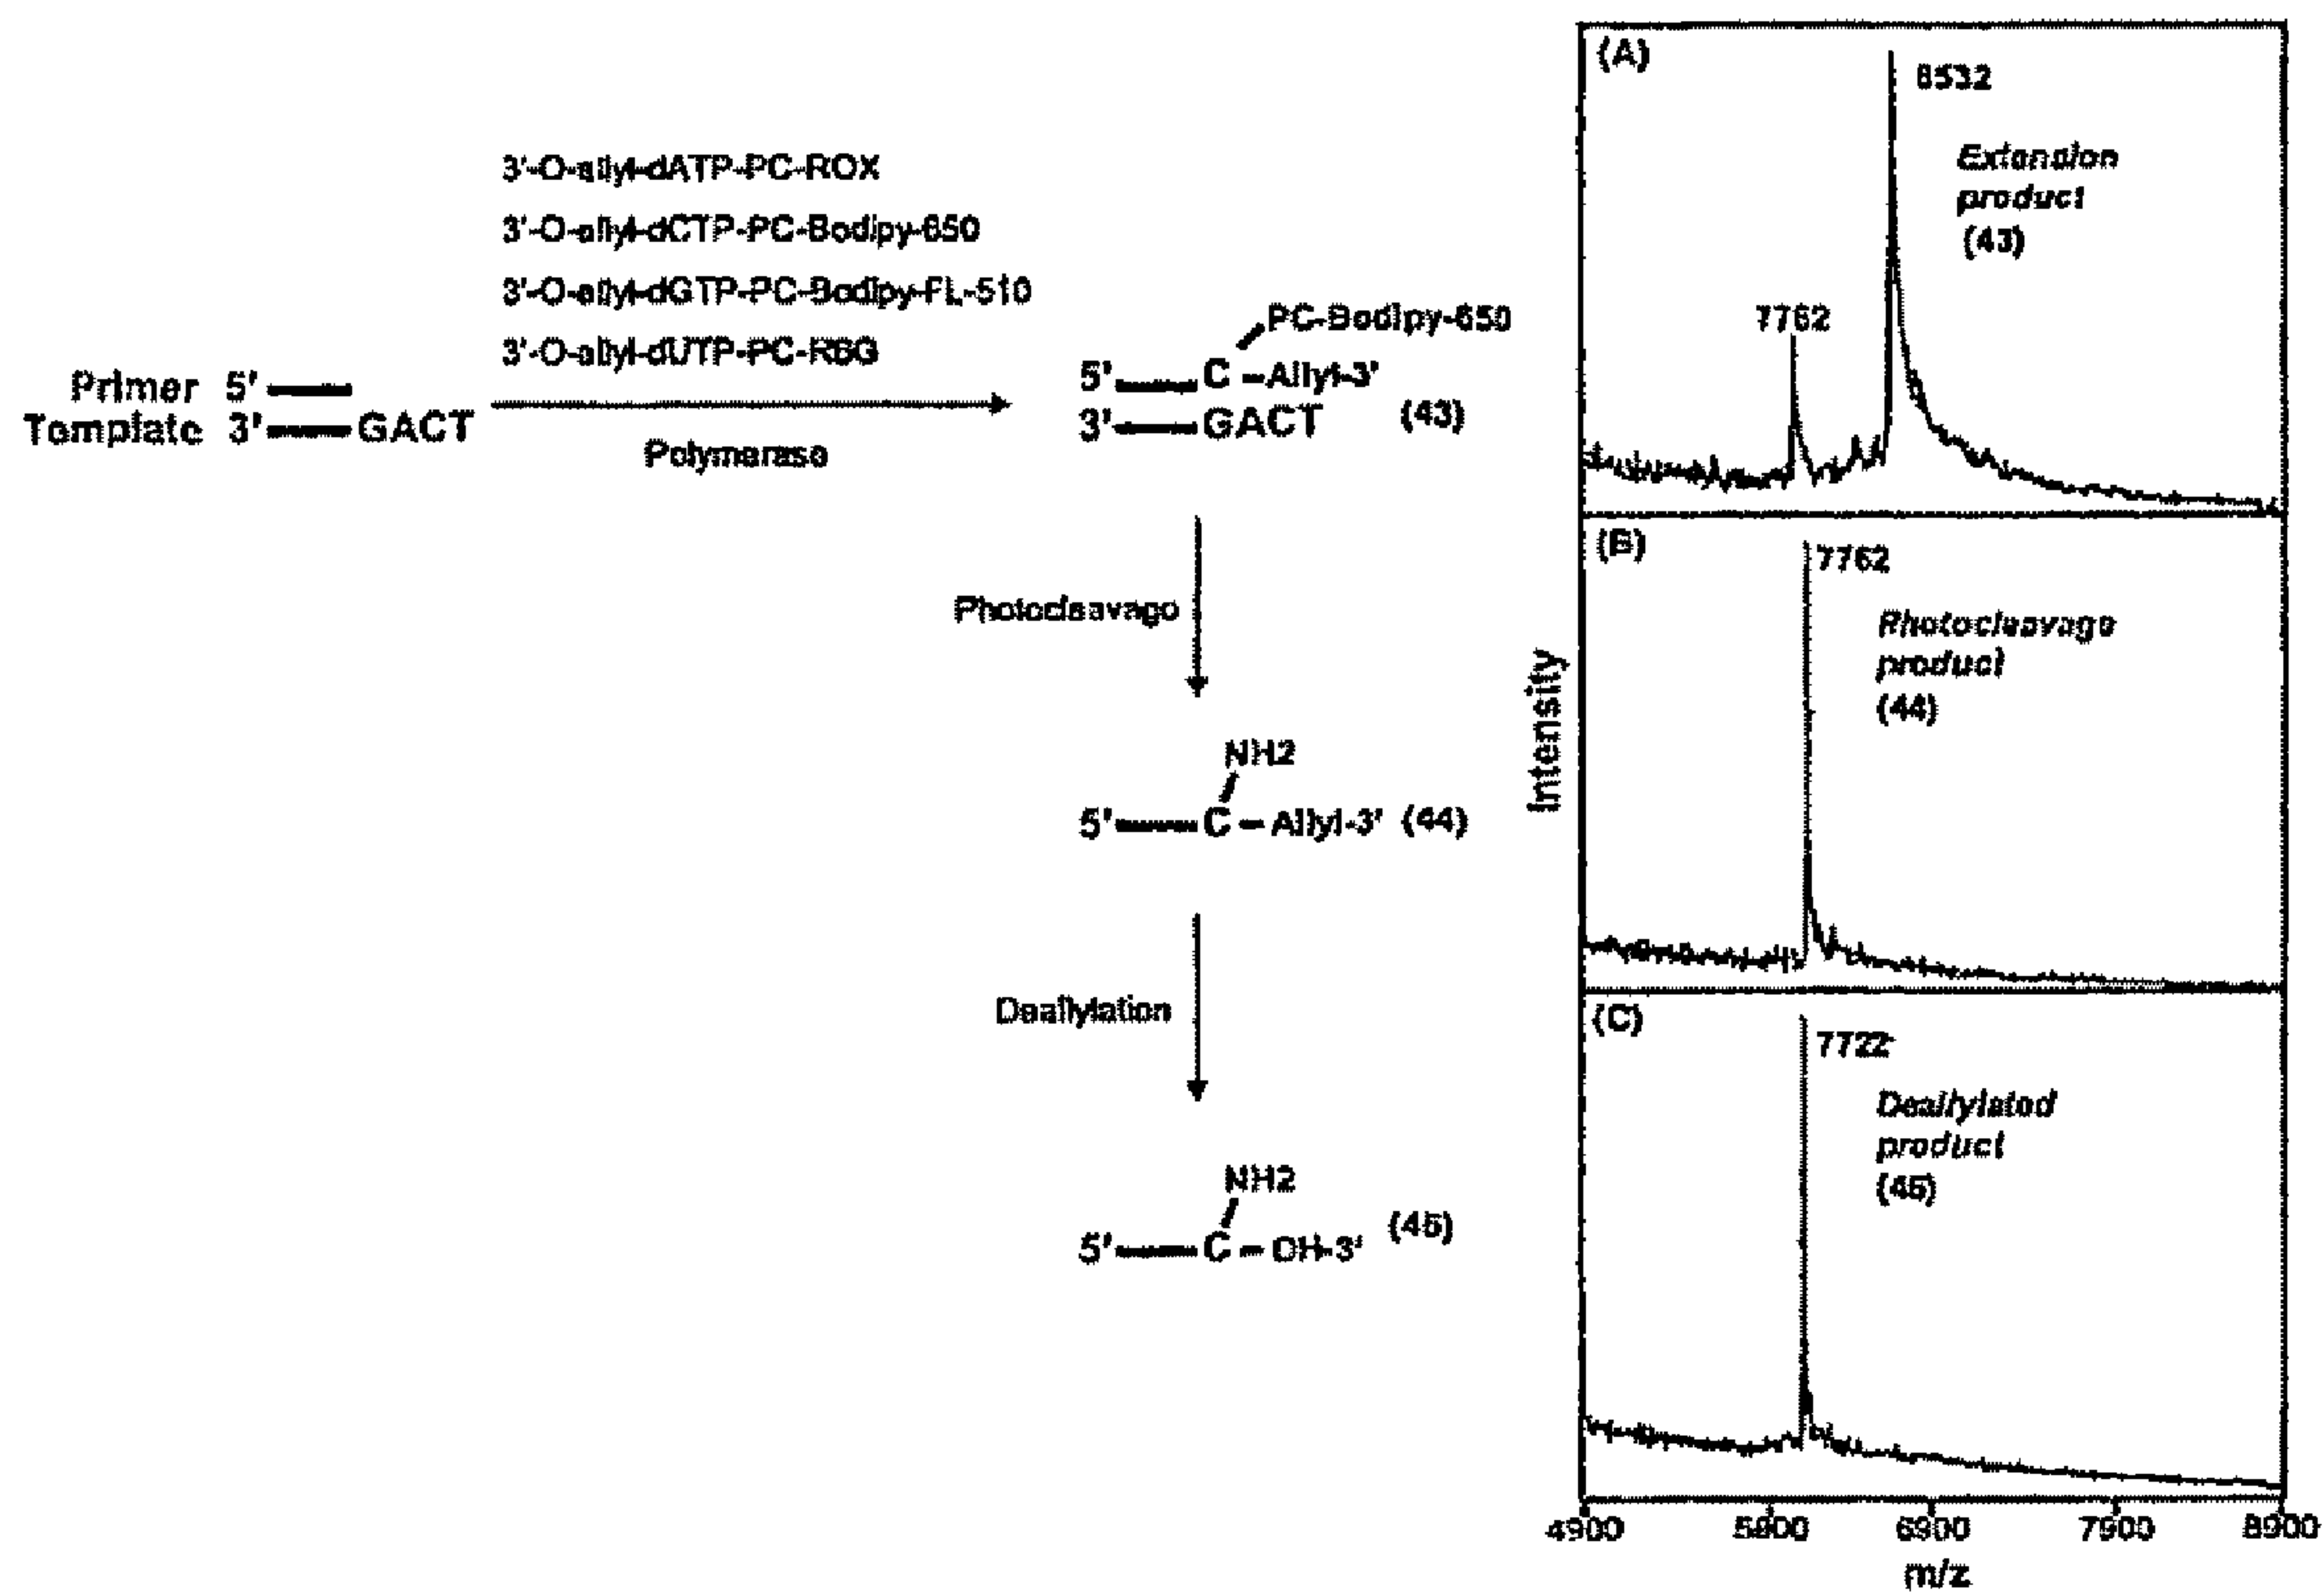 3'-O-allyl-dATP-PC-ROX
3'-O-allyl-dCTP-PC-Bodipy-650
3'-O-allyl-dGTP-PC-Bodipy-FL-510
3'-O-allyl-dUTP-PC-R6G
Primer 5'
Template 3' GACT
Polymerase
PC-Bodipy-650
5' C -Allyl-3'
3' GACT (43)
Photocleavage
NH2
5' C - Allyl-3' (44)
Deallylation
NH2
5' C - OH-3' (45)
(A)
8532
7762
Extension
product
(43)
(B)
7762
Photocleavage
product
(44)
(C)
7722
Deallylated
product
(45)
Intensity
4900 5900 6900 7900 8900
m/z